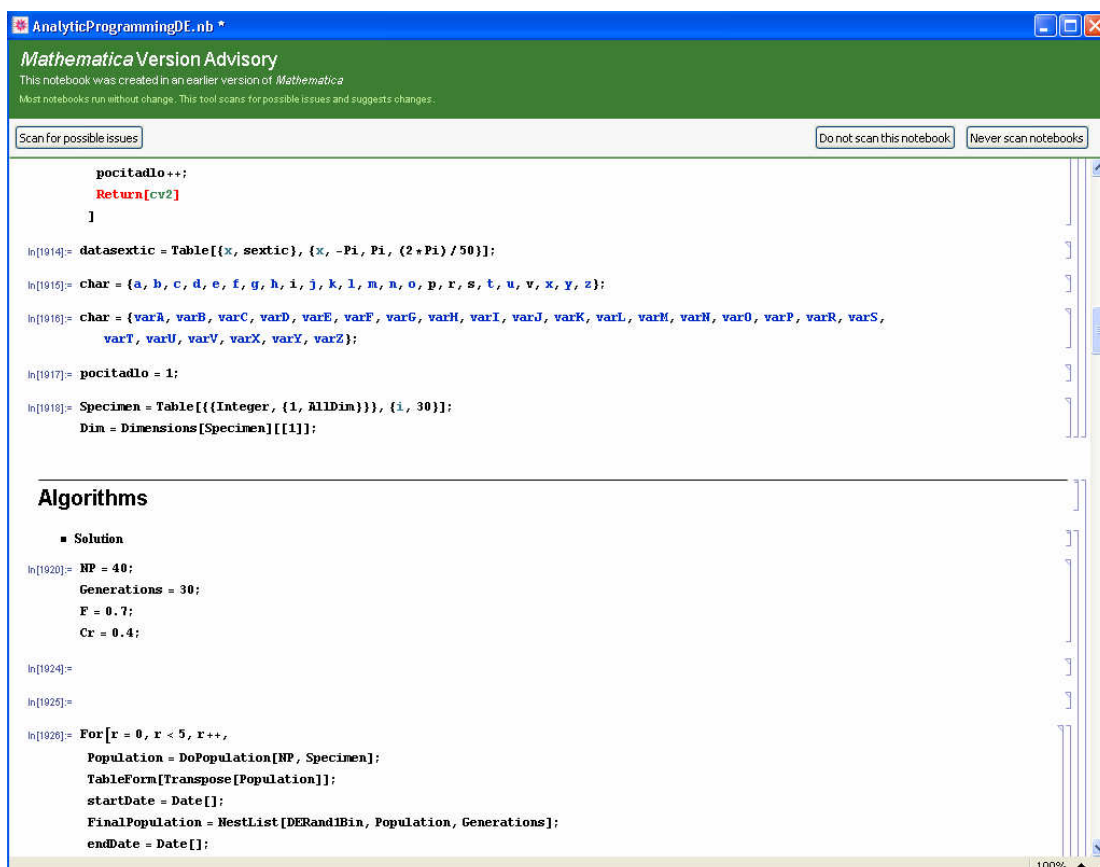 AnalyticProgrammingDE.nb *
Mathematica Version Advisory
This notebook was created in an earlier version of Mathematica
Most notebooks run without change. This tool scans for possible issues and suggests changes.
Scan for possible issues Do not scan this notebook Never scan notebooks
pocitadlo++;
Return[cv2]
]
In[1914]:= datasextic = Table[{x, sextic}, {x, -Pi, Pi, (2*Pi)/50}];
In[1915]:= char = {a, b, c, d, e, f, g, h, i, j, k, l, m, n, o, p, r, s, t, u, v, x, y, z};
In[1916]:= char = {varA, varB, varC, varD, varE, varF, varG, varH, varI, varJ, varK, varL, varM, varN, varO, varP, varR, varS,
varT, varU, varV, varX, varY, varZ};
In[1917]:= pocitadlo = 1;
In[1918]:= Specimen = Table[{{Integer, {1, AllDim}}}, {i, 30}];
Dim = Dimensions[Specimen][[1]];
Algorithms
■ Solution
In[1920]:= NP = 40;
Generations = 30;
F = 0.7;
Cr = 0.4;
In[1924]:=
In[1925]:=
In[1926]:= For[r = 0, r < 5, r++,
Population = DoPopulation[NP, Specimen];
TableForm[Transpose[Population]];
startDate = Date[];
FinalPopulation = NestList[DERand1Bin, Population, Generations];
endDate = Date[];
100%